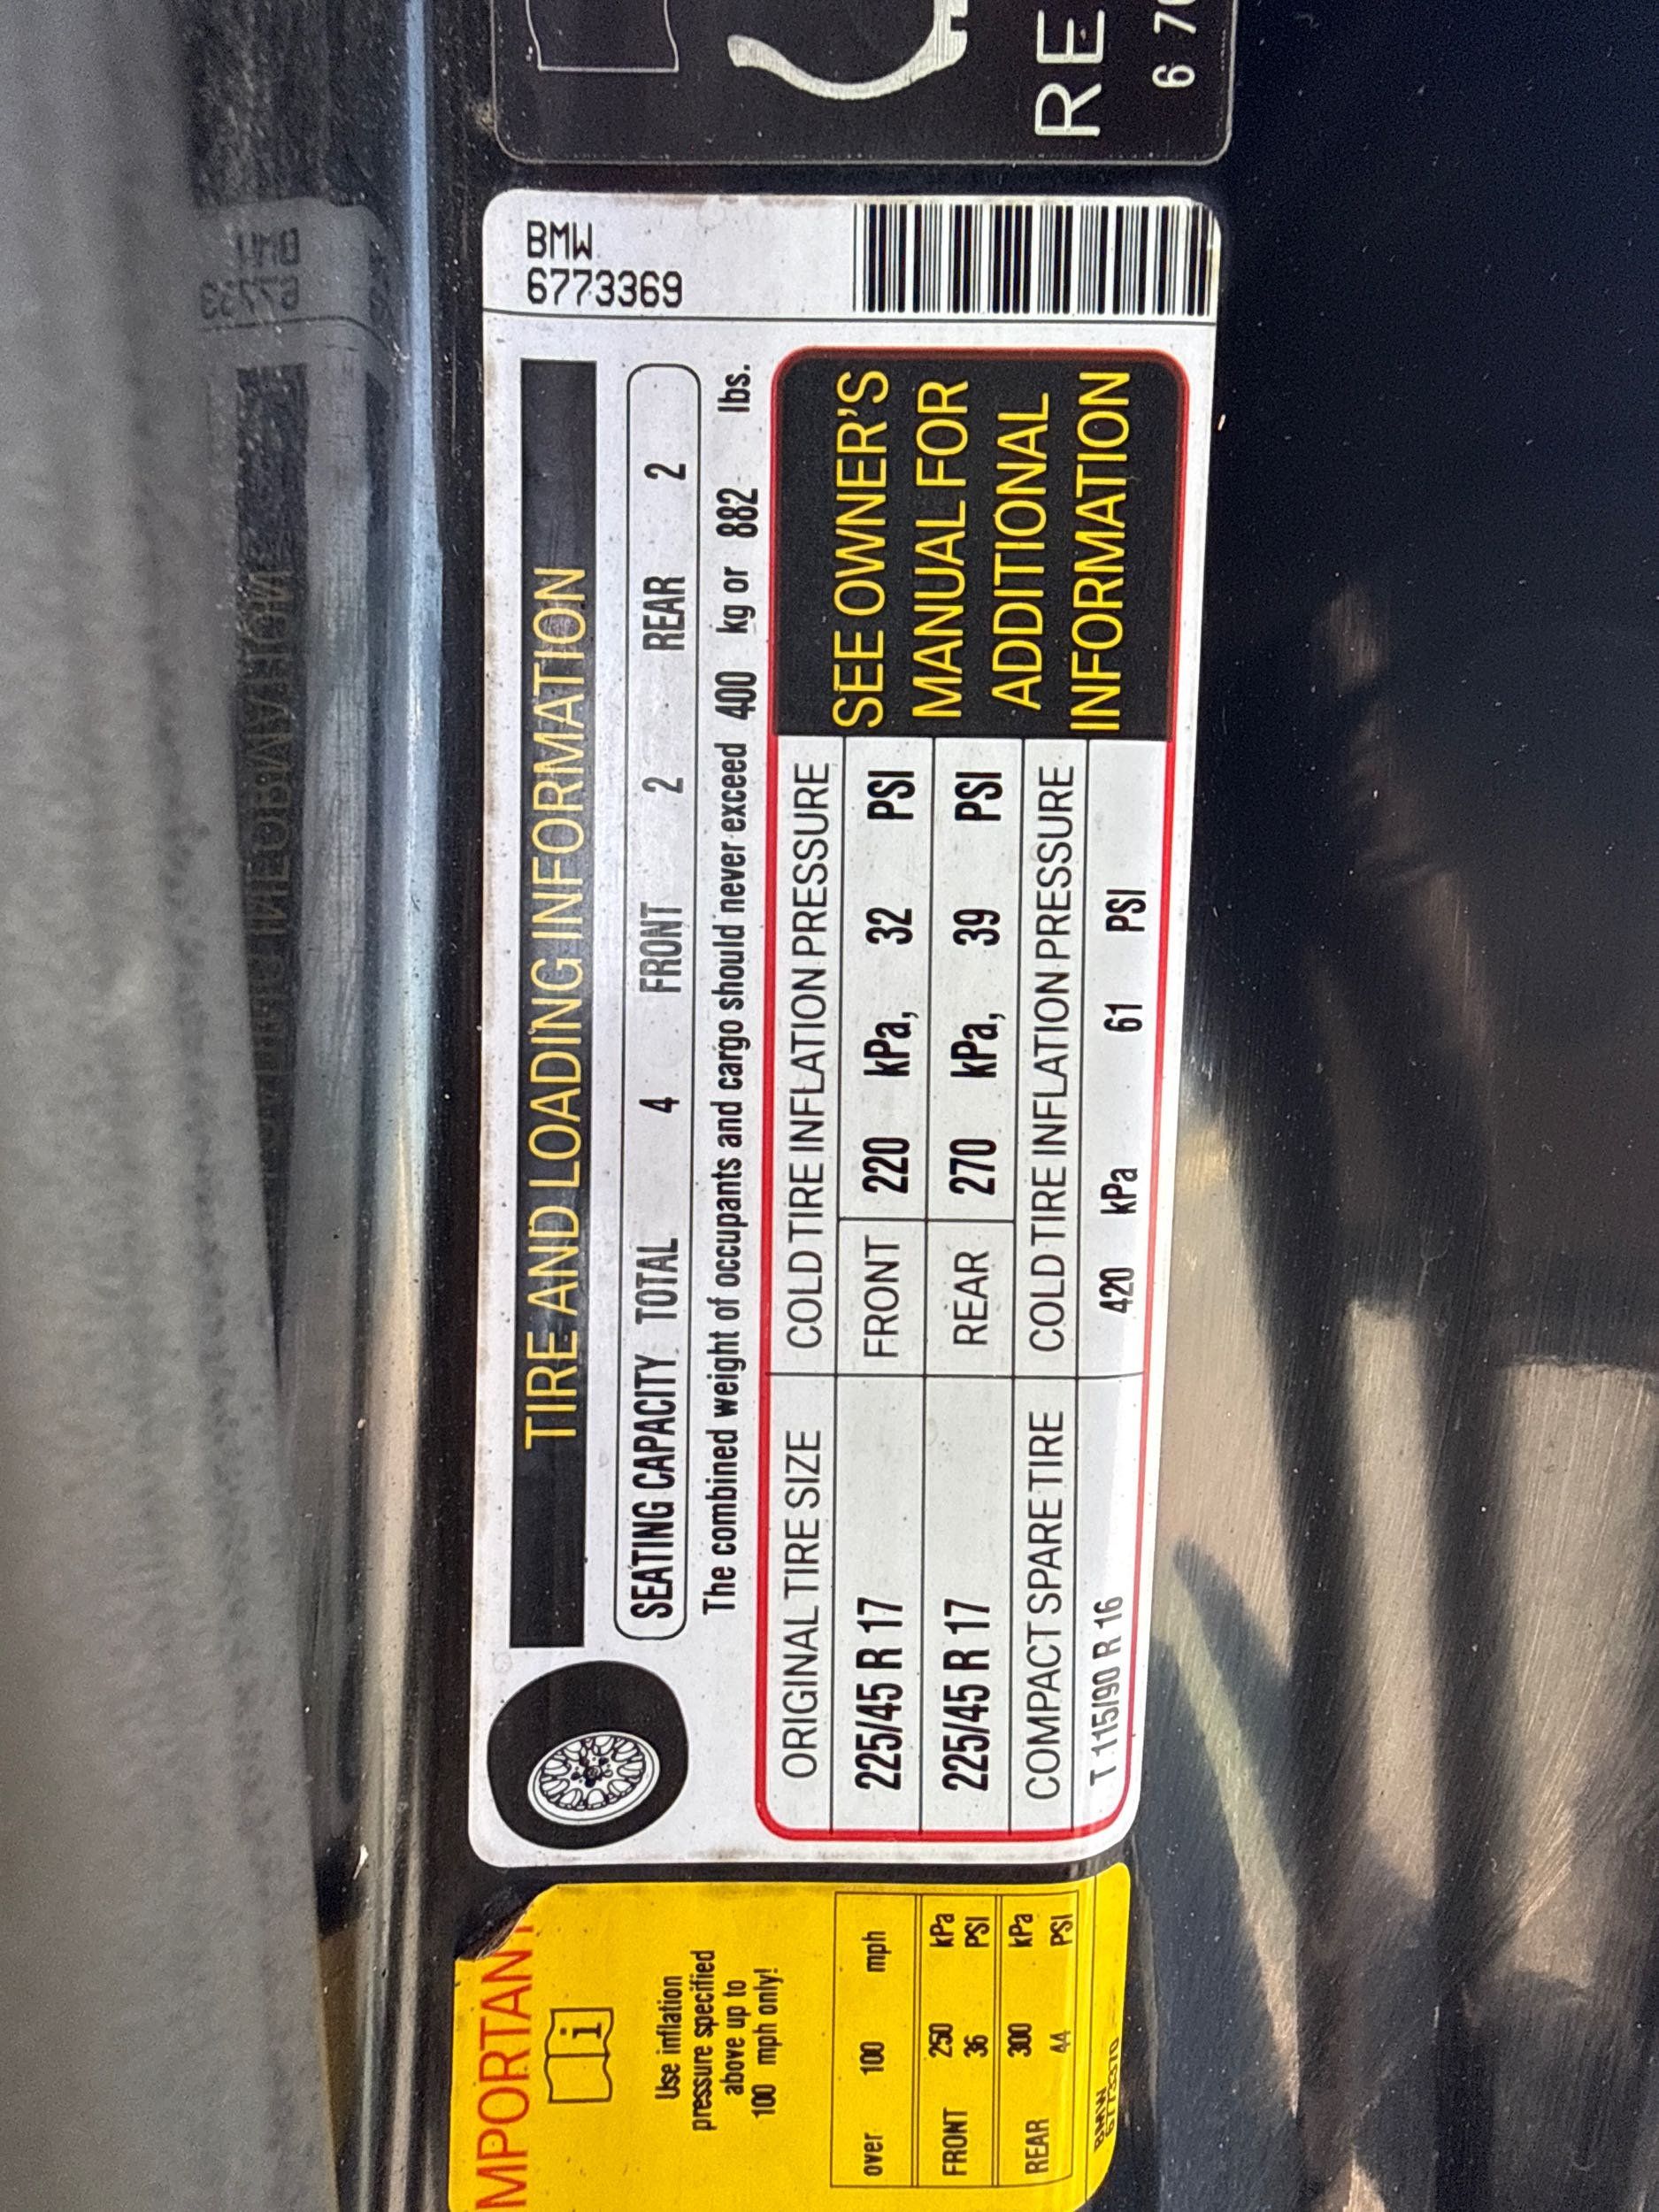 MPORTANT
Use inflation
pressure specified
above up to
100 mph only!
over 100 mph
FRONT 250 kPa
36 PSI
REAR 300 kPa
44 PSI
BMW
6773370
TIRE AND LOADING INFORMATION
BMW
6773369
SEATING CAPACITY TOTAL 4 FRONT 2 REAR 2
The combined weight of occupants and cargo should never exceed 400 kg or 882 lbs.
ORIGINAL TIRE SIZE COLD TIRE INFLATION PRESSURE
225/45 R 17 FRONT 220 kPa, 32 PSI
225/45 R 17 REAR 270 kPa, 39 PSI
COMPACT SPARE TIRE COLD TIRE INFLATION PRESSURE
T 115/90 R 16 420 kPa 61 PSI
SEE OWNER'S
MANUAL FOR
ADDITIONAL
INFORMATION
RE
6 70